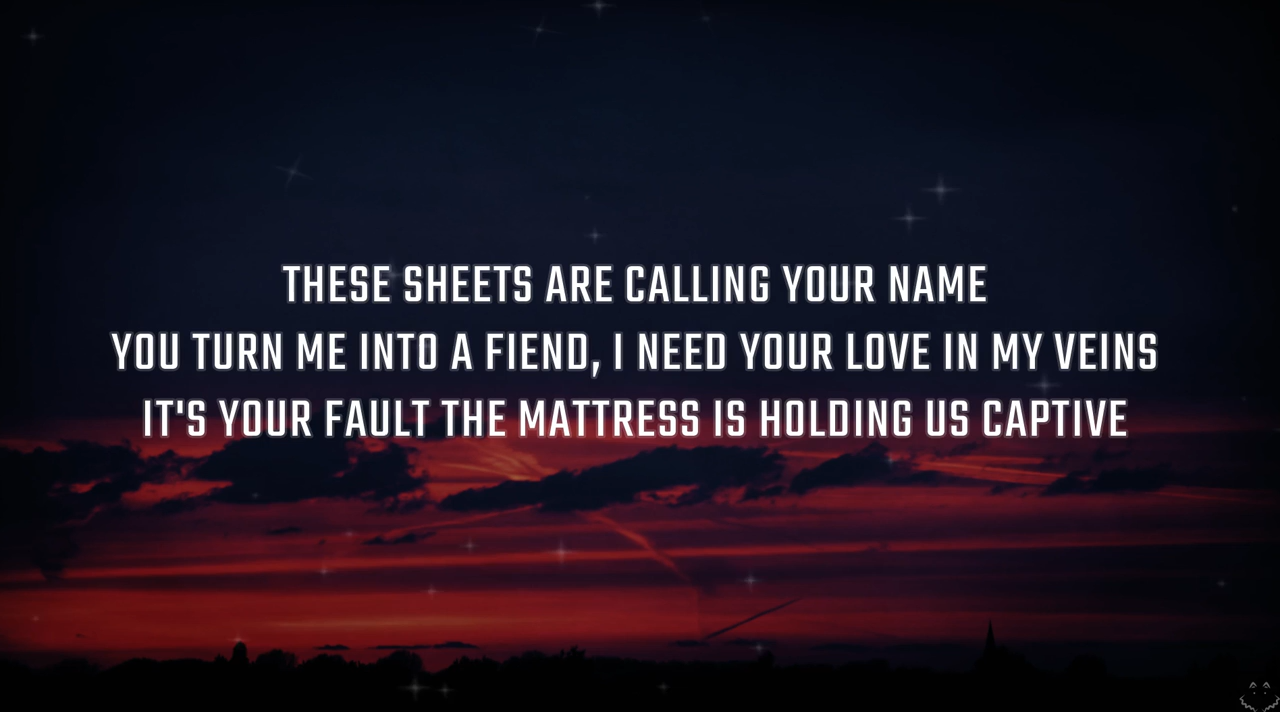 THESE SHEETS ARE CALLING YOUR NAME
YOU TURN ME INTO A FIEND, I NEED YOUR LOVE IN MY VEINS
IT'S YOUR FAULT THE MATTRESS IS HOLDING US CAPTIVE